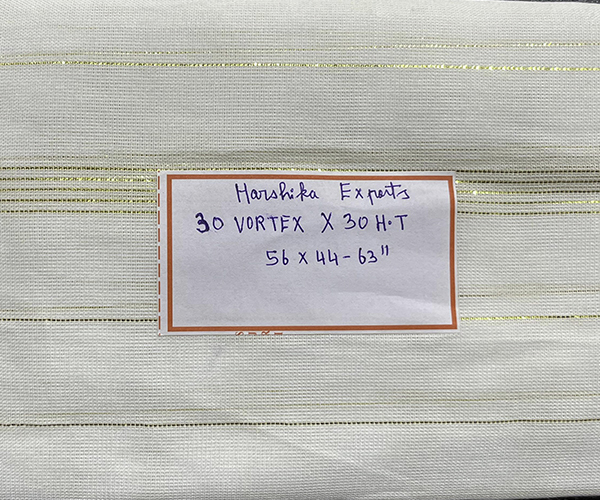 Harshika Exports
30 VORTEX X 30 H.T
56 x 44 - 63"